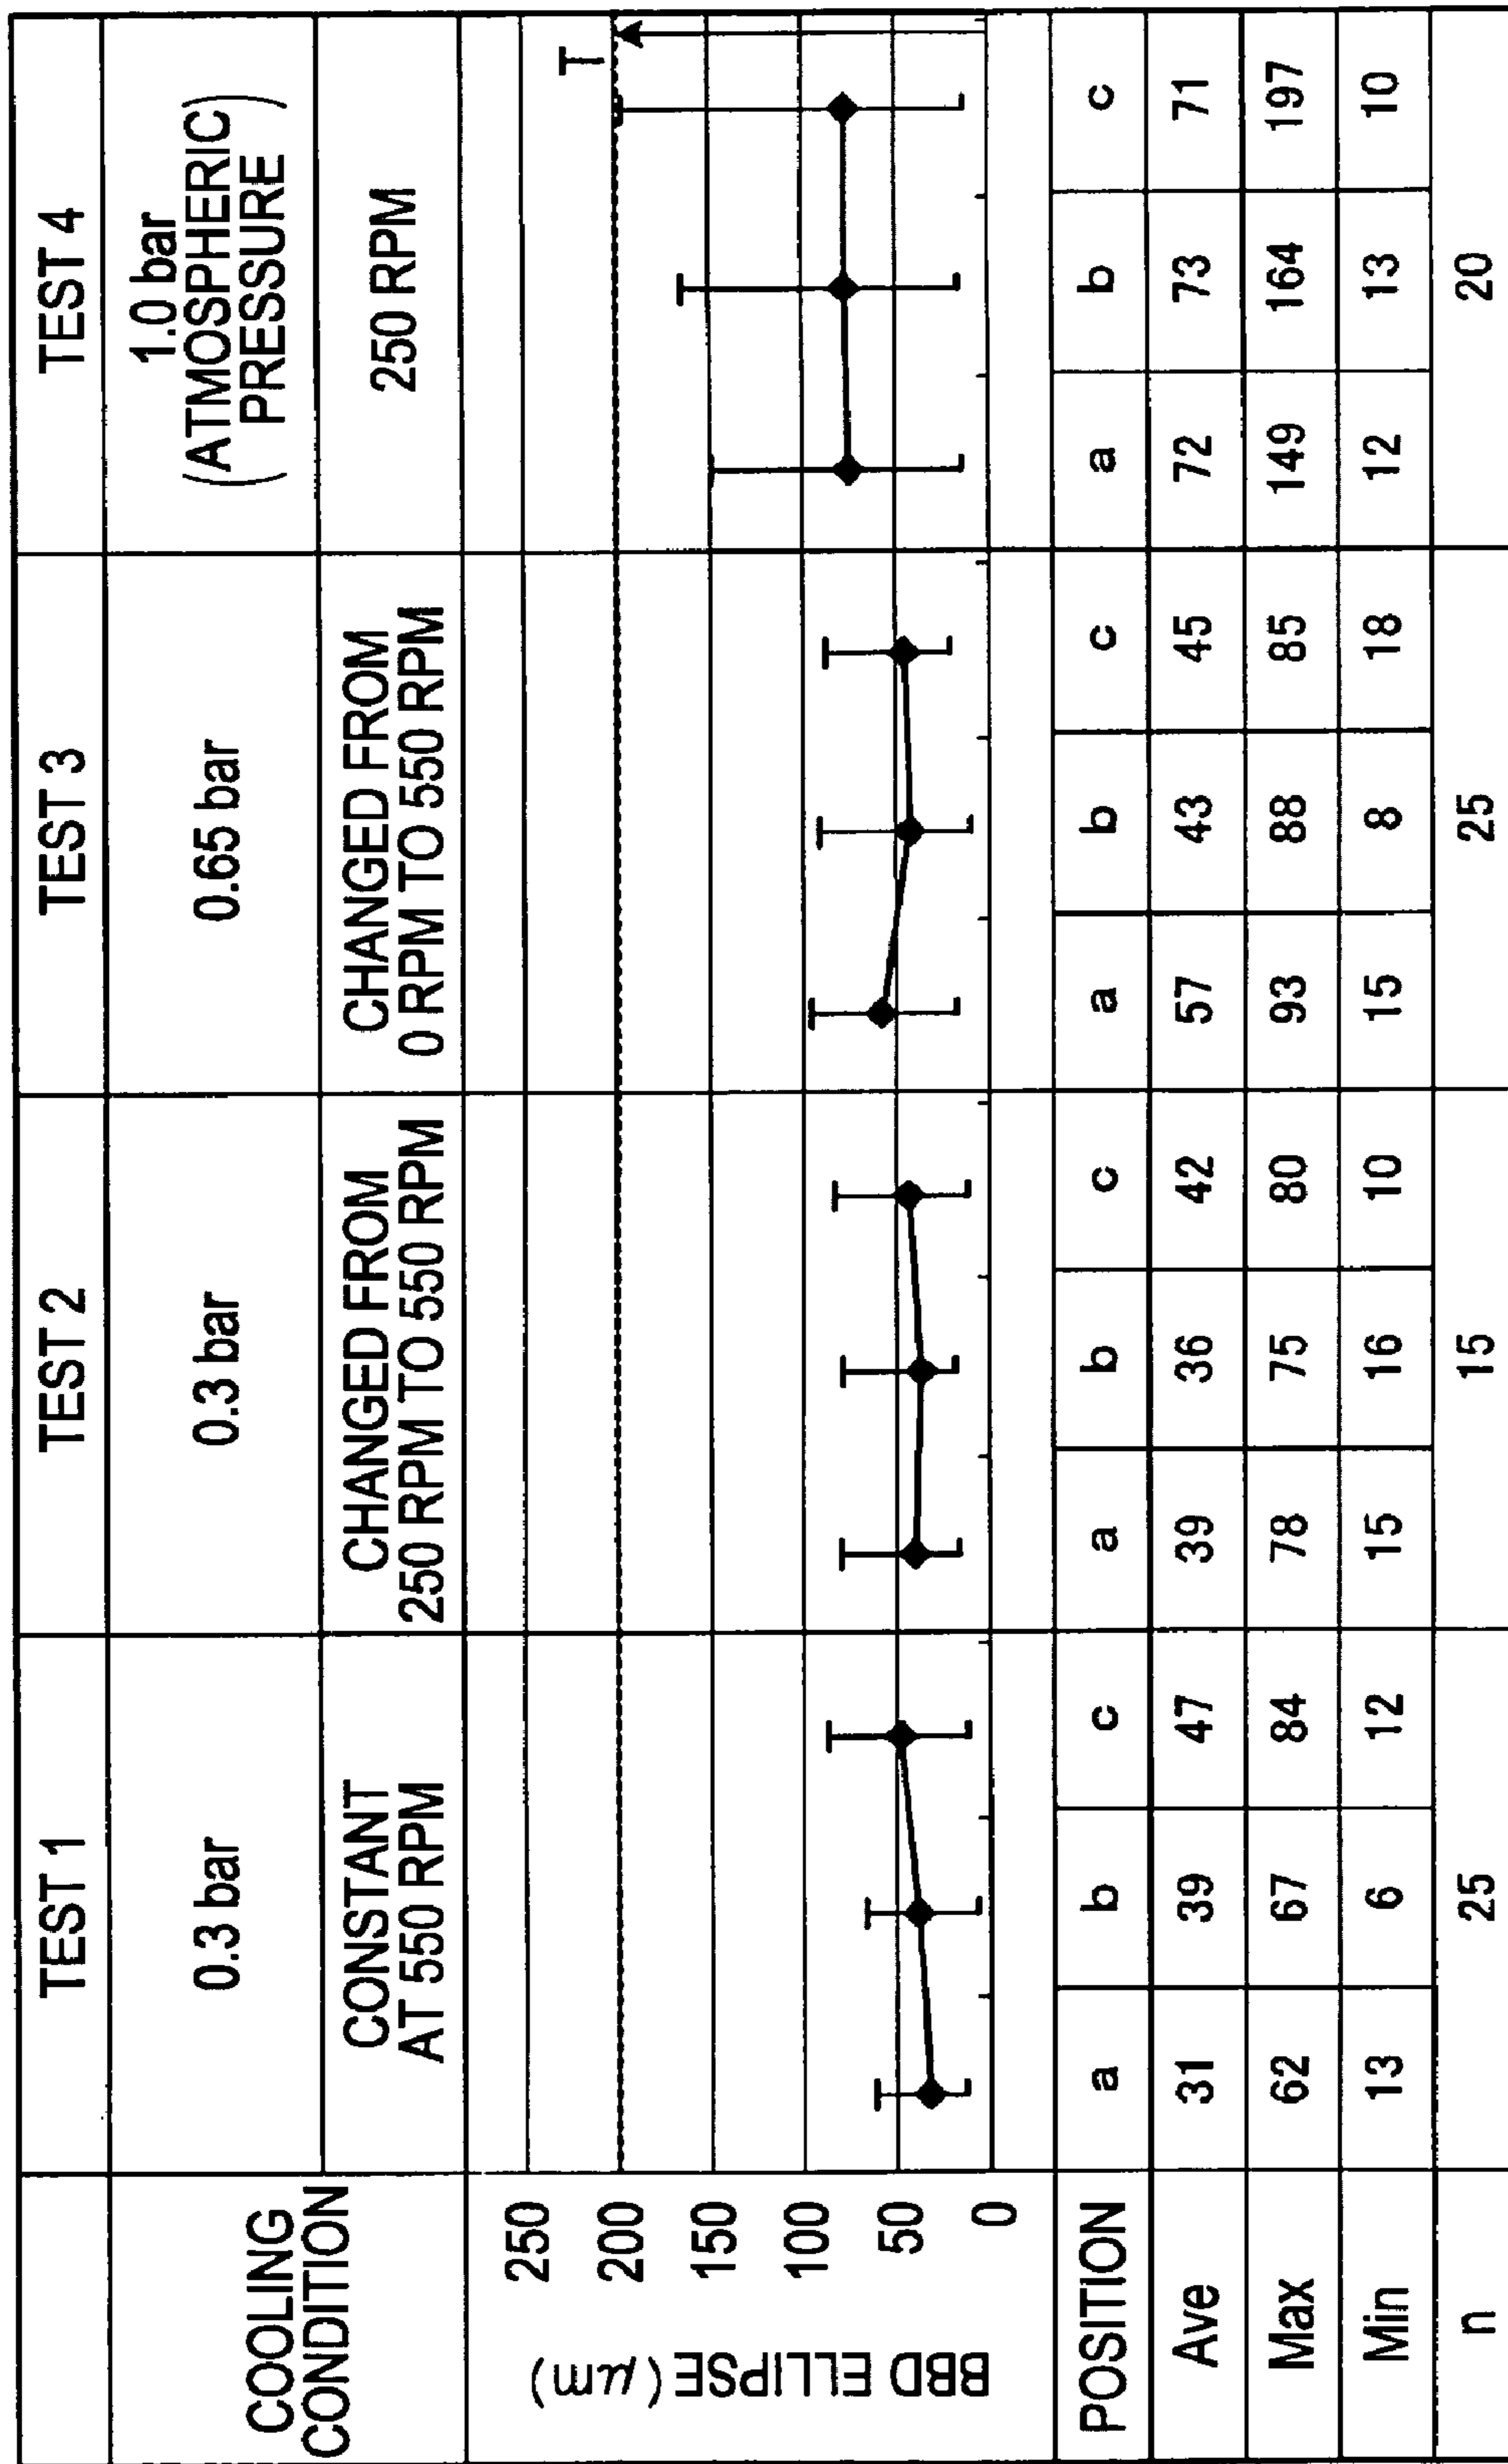 TEST 1 TEST 2 TEST 3 TEST 4
COOLING
CONDITION
0.3 bar 0.3 bar 0.65 bar 1.0 bar
(ATMOSPHERIC
PRESSURE)
CONSTANT
AT 550 RPM
CHANGED FROM
250 RPM TO 550 RPM
CHANGED FROM
0 RPM TO 550 RPM
250 RPM
BBD ELLIPSE (μm)
250
200
150
100
50
0
T
POSITION a b c a b c a b c a b c
Ave 31 39 47 39 36 42 57 43 45 72 73 71
Max 62 67 84 78 75 80 93 88 85 149 164 197
Min 13 6 12 15 16 10 15 8 18 12 13 10
n 25 15 25 20